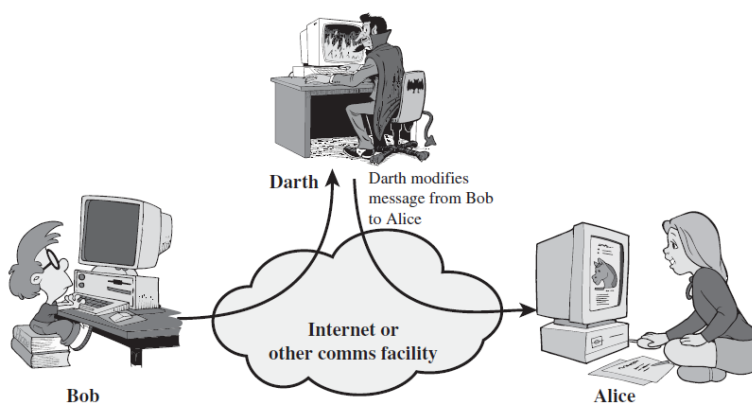 Darth
Darth modifies
message from Bob
to Alice
Internet or
other comms facility
Bob
Alice